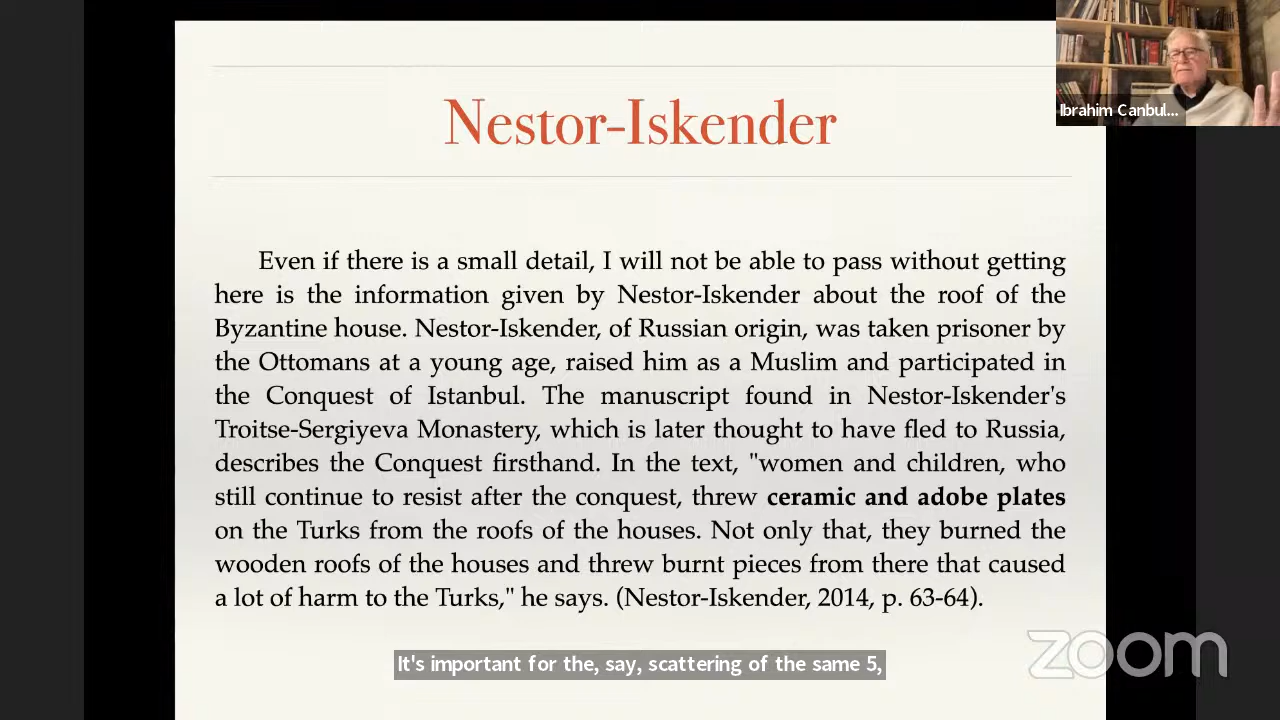 Nestor-Iskender
Ibrahim Canbul...
Even if there is a small detail, I will not be able to pass without getting
here is the information given by Nestor-Iskender about the roof of the
Byzantine house. Nestor-Iskender, of Russian origin, was taken prisoner by
the Ottomans at a young age, raised him as a Muslim and participated in
the Conquest of Istanbul. The manuscript found in Nestor-Iskender's
Troitse-Sergiyeva Monastery, which is later thought to have fled to Russia,
describes the Conquest firsthand. In the text, "women and children, who
still continue to resist after the conquest, threw ceramic and adobe plates
on the Turks from the roofs of the houses. Not only that, they burned the
wooden roofs of the houses and threw burnt pieces from there that caused
a lot of harm to the Turks," he says. (Nestor-Iskender, 2014, p. 63-64).
It's important for the, say, scattering of the same 5,
zoom